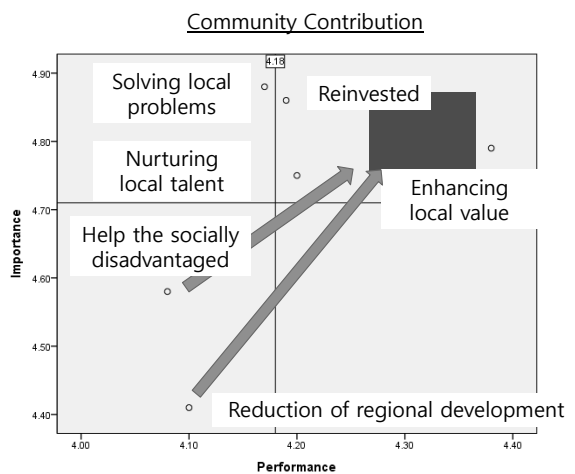 Community Contribution
4.18
4.90
Solving local
problems
Reinvested
4.80
Nurturing
local talent
Enhancing
local value
4.70
Importance
Help the socially
disadvantaged
4.60
4.50
4.40
Reduction of regional development
4.00
4.10
4.20
4.30
4.40
Performance